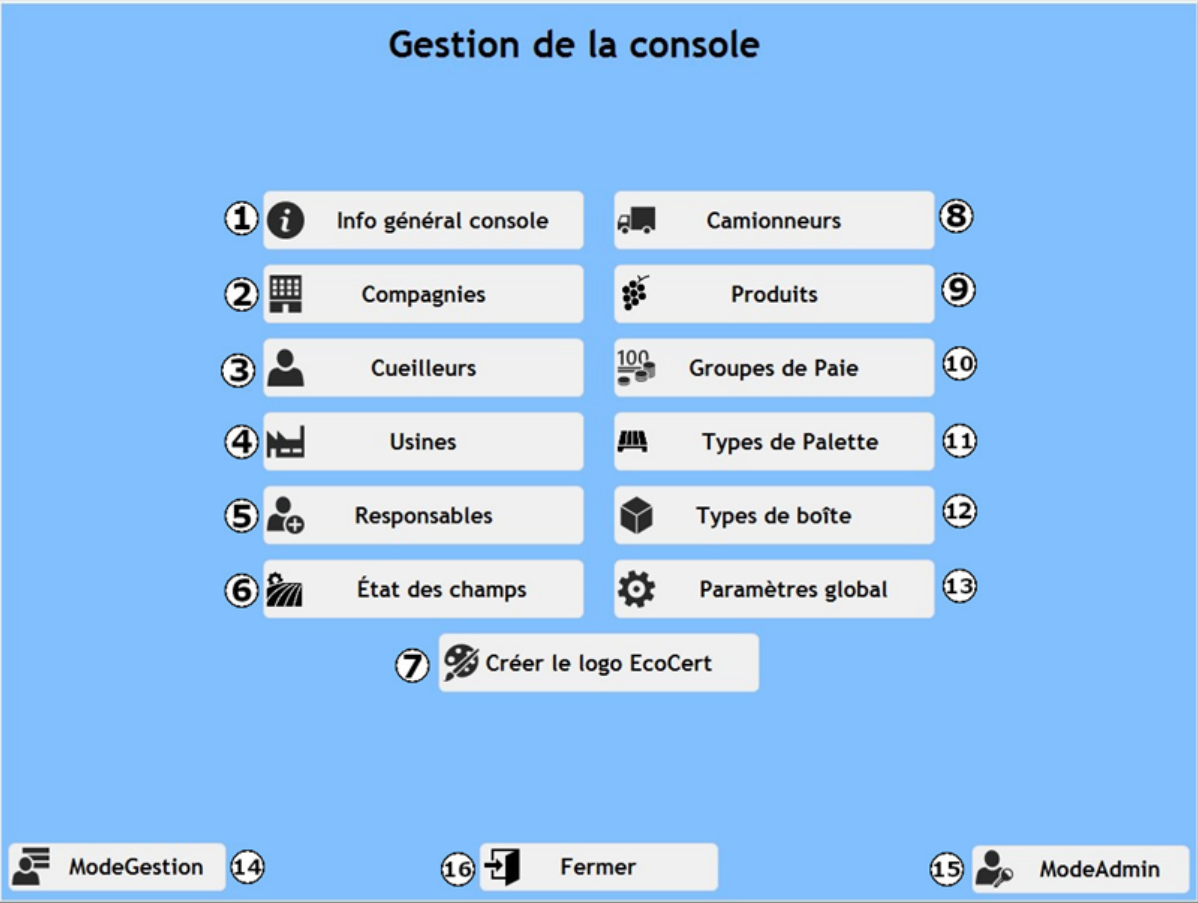 Gestion de la console
1 Info général console
8 Camionneurs
2 Compagnies
9 Produits
3 Cueilleurs
10 100 Groupes de Paie
4 Usines
11 Types de Palette
5 Responsables
12 Types de boîte
6 État des champs
13 Paramètres global
7 Créer le logo EcoCert
ModeGestion 14
16 Fermer
15 ModeAdmin